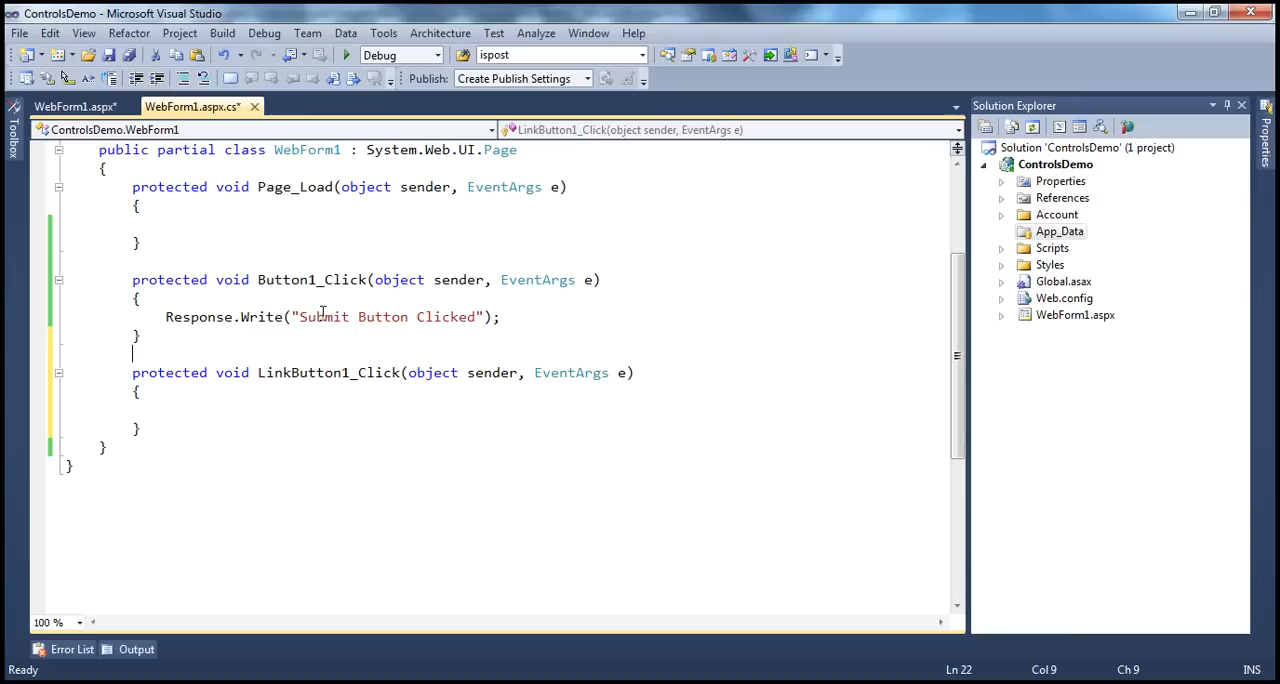 ControlsDemo - Microsoft Visual Studio
File Edit View Refactor Project Build Debug Team Data Tools Architecture Test Analyze Window Help
Debug ispost
Publish: Create Publish Settings
Toolbox
WebForm1.aspx* WebForm1.aspx.cs*
ControlsDemo.WebForm1 LinkButton1_Click(object sender, EventArgs e)
public partial class WebForm1 : System.Web.UI.Page
{
protected void Page_Load(object sender, EventArgs e)
{
}
protected void Button1_Click(object sender, EventArgs e)
{
Response.Write("Submit Button Clicked");
}
protected void LinkButton1_Click(object sender, EventArgs e)
{
}
}
}
100 %
Solution Explorer
Solution 'ControlsDemo' (1 project)
ControlsDemo
Properties
References
Account
App_Data
Scripts
Styles
Global.asax
Web.config
WebForm1.aspx
Properties
Error List Output
Ready Ln 22 Col 9 Ch 9 INS